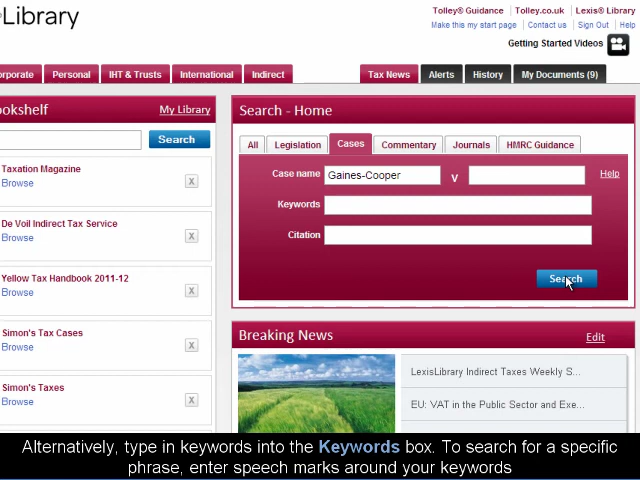 Library
Tolley® Guidance Tolley.co.uk Lexis® Library
Make this my start page Contact us Sign Out Help
Getting Started Videos
orporate Personal IHT & Trusts International Indirect Tax News Alerts History My Documents (9)
ookshelf My Library
Search
Taxation Magazine
Browse
X
De Voil Indirect Tax Service
Browse
X
Yellow Tax Handbook 2011-12
Browse
X
Simon's Tax Cases
Browse
X
Simon's Taxes
Browse
X
Search - Home
All Legislation Cases Commentary Journals HMRC Guidance
Case name Gaines-Cooper V Help
Keywords
Citation
Search
Breaking News Edit
LexisLibrary Indirect Taxes Weekly S...
EU: VAT in the Public Sector and Exe...
Alternatively, type in keywords into the Keywords box. To search for a specific
phrase, enter speech marks around your keywords